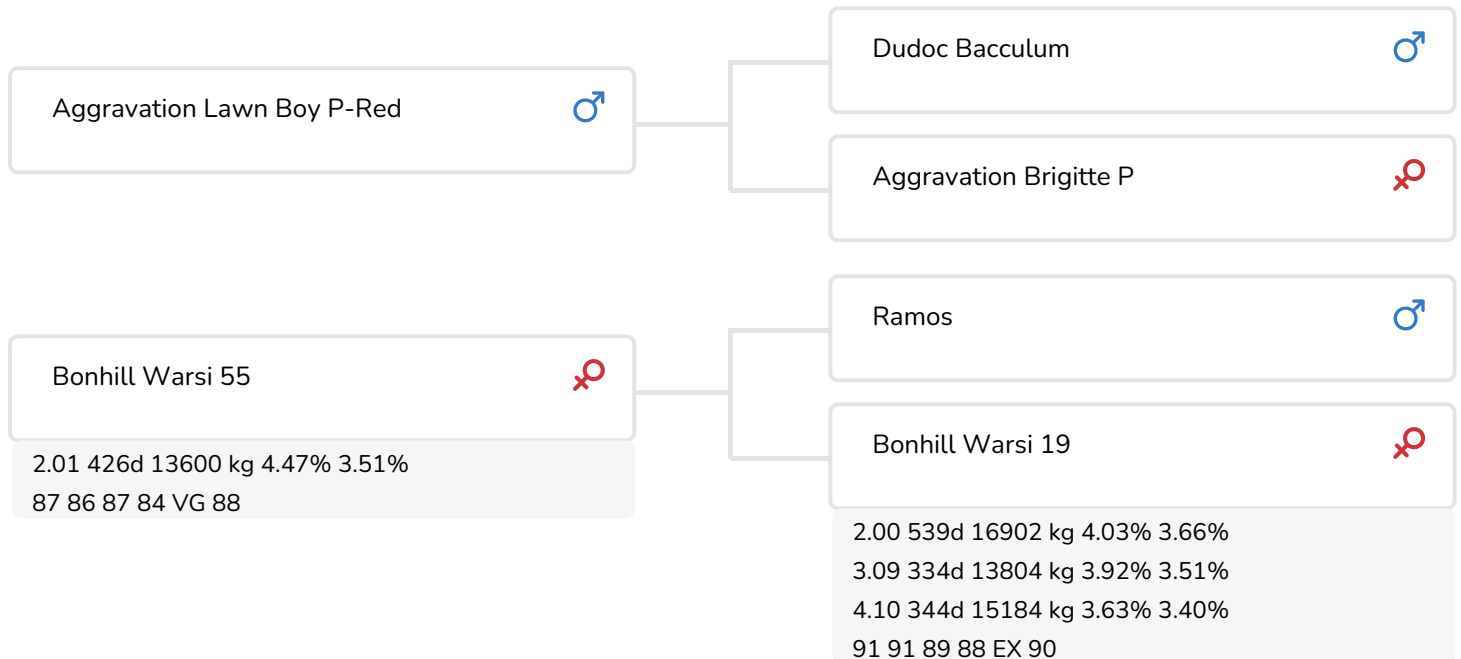 Aggravation Lawn Boy P-Red
Dudoc Bacculum
Aggravation Brigitte P
Bonhill Warsi 55
2.01 426d 13600 kg 4.47% 3.51%
87 86 87 84 VG 88
Ramos
Bonhill Warsi 19
2.00 539d 16902 kg 4.03% 3.66%
3.09 334d 13804 kg 3.92% 3.51%
4.10 344d 15184 kg 3.63% 3.40%
91 91 89 88 EX 90